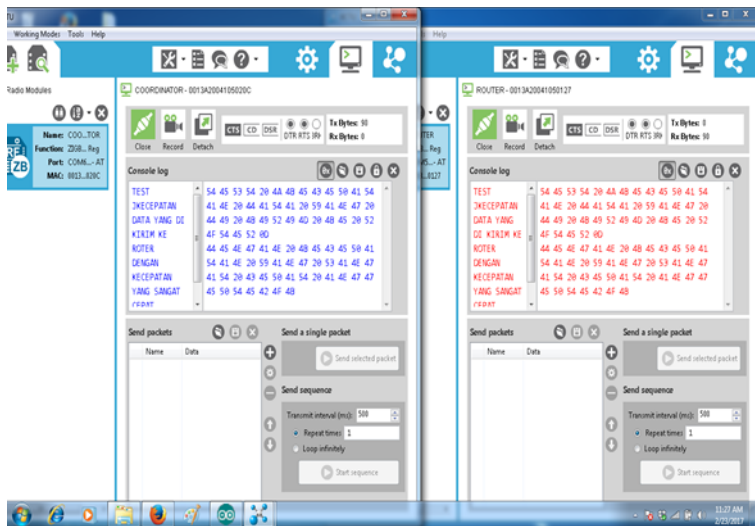 TU
Working Modes Tools Help
Help
Radio Modules
Name: COO...TOR
Function: ZIGB... Reg
Port: COM6...- AT
MAC: 0013...020C
COORDINATOR - 0013A2004105020C
Close Record Detach
CTS CD DSR
DTR RTS BRK
Tx Bytes: 90
Rx Bytes: 0
Console log
TEST
JKECEPATAN
DATA YANG DI
KIRIM KE
ROTER
DENGAN
KECEPATAN
YANG SANGAT
CEPAT
54 45 53 54 20 4A 4B 45 43 45 50 41 54
41 4E 20 44 41 54 41 20 59 41 4E 47 20
44 49 20 4B 49 52 49 4D 20 4B 45 20 52
4F 54 45 52 0D
44 45 4E 47 41 4E 20 4B 45 43 45 50 41
54 41 4E 20 59 41 4E 47 20 53 41 4E 47
41 54 20 43 45 50 41 54 20 41 4E 47 47
45 50 54 45 42 4F 4B
Send packets
Name Data
Send a single packet
Send selected packet
Send sequence
Transmit interval (ms): 500
Repeat times 1
Loop infinitely
Start sequence
TER
... Reg
...- AT
...0127
ROUTER - 0013A20041050127
Close Record Detach
CTS CD DSR
DTR RTS BRK
Tx Bytes: 0
Rx Bytes: 90
Console log
TEST
JKECEPATAN
DATA YANG
DI KIRIM KE
ROTER
DENGAN
KECEPATAN
YANG SANGAT
CEPAT
54 45 53 54 20 4A 4B 45 43 45 50 41 54
41 4E 20 44 41 54 41 20 59 41 4E 47 20
44 49 20 4B 49 52 49 4D 20 4B 45 20 52
4F 54 45 52 0D
44 45 4E 47 41 4E 20 4B 45 43 45 50 41
54 41 4E 20 59 41 4E 47 20 53 41 4E 47
41 54 20 43 45 50 41 54 20 41 4E 47 47
45 50 54 45 42 4F 4B
Send packets
Name Data
Send a single packet
Send selected packet
Send sequence
Transmit interval (ms): 500
Repeat times 1
Loop infinitely
Start sequence
11:27 AM
2/23/2017